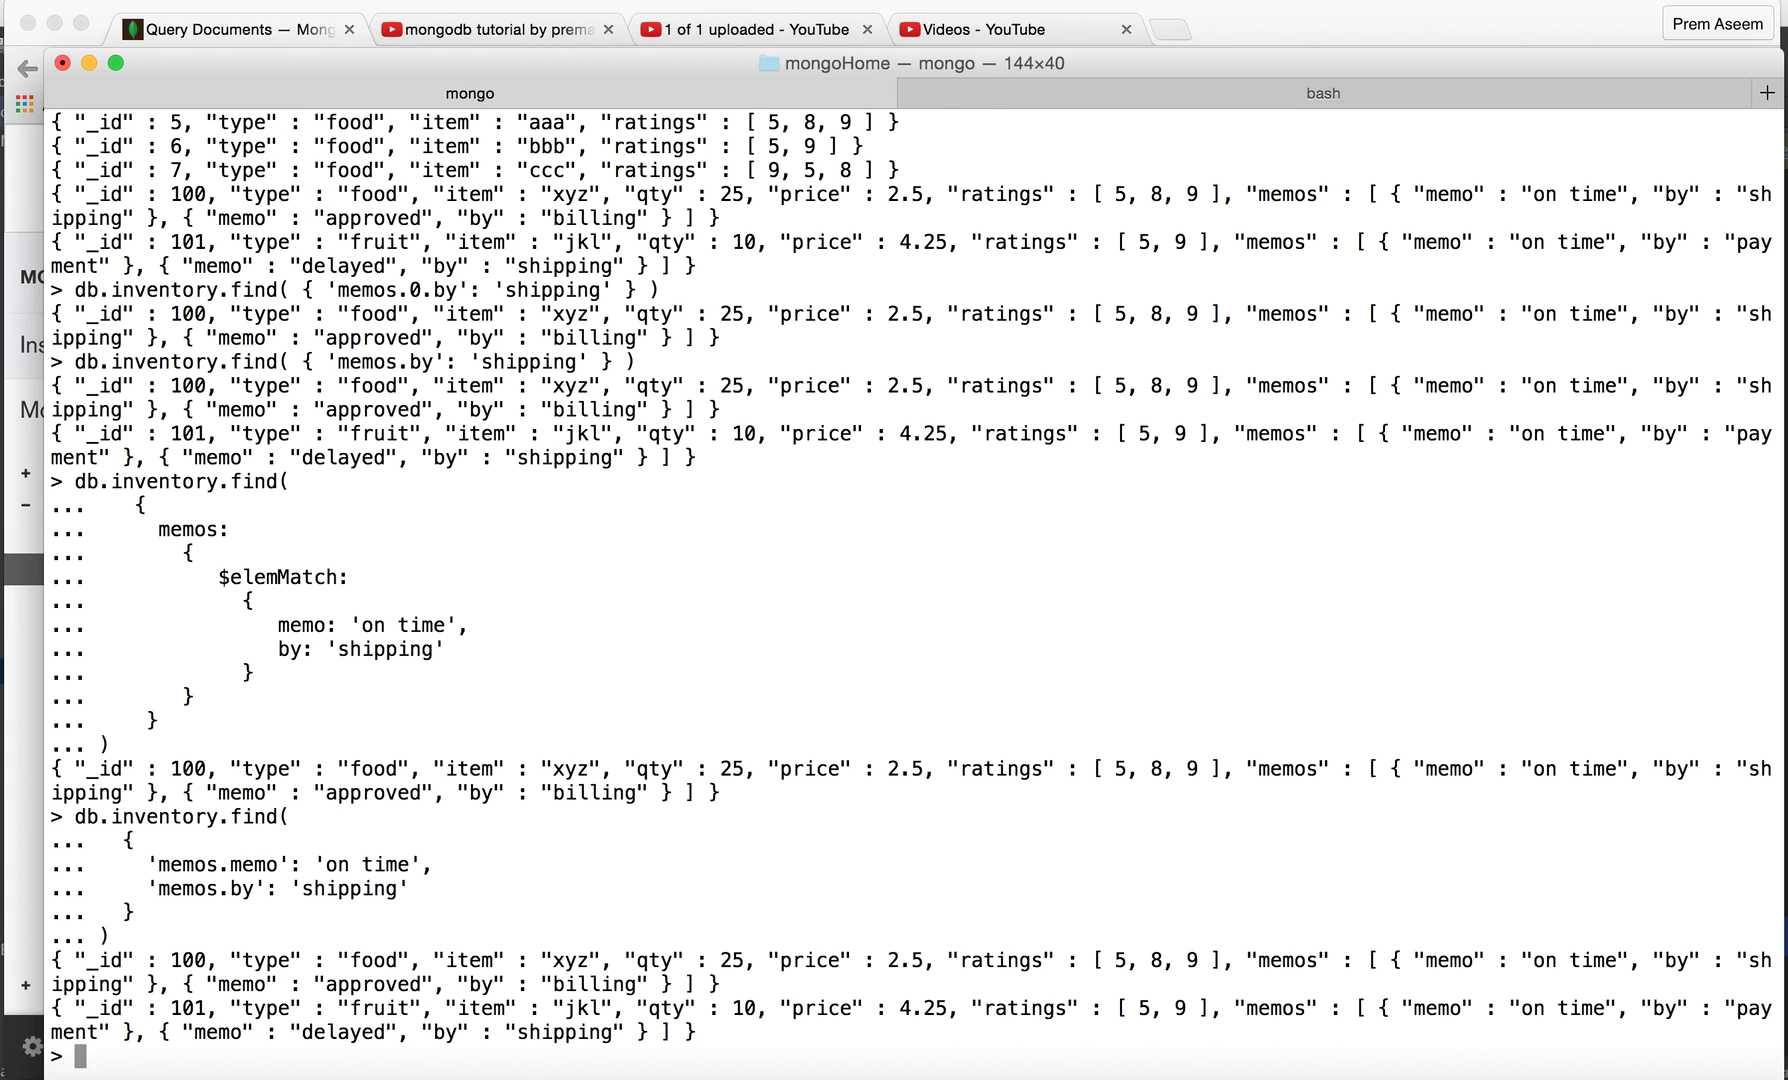 Query Documents — Mong
mongodb tutorial by prema
1 of 1 uploaded - YouTube
Videos - YouTube
Prem Aseem
mongoHome — mongo — 144×40
mongo
bash
{ "_id" : 5, "type" : "food", "item" : "aaa", "ratings" : [ 5, 8, 9 ] }
{ "_id" : 6, "type" : "food", "item" : "bbb", "ratings" : [ 5, 9 ] }
{ "_id" : 7, "type" : "food", "item" : "ccc", "ratings" : [ 9, 5, 8 ] }
{ "_id" : 100, "type" : "food", "item" : "xyz", "qty" : 25, "price" : 2.5, "ratings" : [ 5, 8, 9 ], "memos" : [ { "memo" : "on time", "by" : "sh
ipping" }, { "memo" : "approved", "by" : "billing" } ] }
{ "_id" : 101, "type" : "fruit", "item" : "jkl", "qty" : 10, "price" : 4.25, "ratings" : [ 5, 9 ], "memos" : [ { "memo" : "on time", "by" : "pay
ment" }, { "memo" : "delayed", "by" : "shipping" } ] }
> db.inventory.find( { 'memos.0.by': 'shipping' } )
{ "_id" : 100, "type" : "food", "item" : "xyz", "qty" : 25, "price" : 2.5, "ratings" : [ 5, 8, 9 ], "memos" : [ { "memo" : "on time", "by" : "sh
ipping" }, { "memo" : "approved", "by" : "billing" } ] }
> db.inventory.find( { 'memos.by': 'shipping' } )
{ "_id" : 100, "type" : "food", "item" : "xyz", "qty" : 25, "price" : 2.5, "ratings" : [ 5, 8, 9 ], "memos" : [ { "memo" : "on time", "by" : "sh
ipping" }, { "memo" : "approved", "by" : "billing" } ] }
{ "_id" : 101, "type" : "fruit", "item" : "jkl", "qty" : 10, "price" : 4.25, "ratings" : [ 5, 9 ], "memos" : [ { "memo" : "on time", "by" : "pay
ment" }, { "memo" : "delayed", "by" : "shipping" } ] }
> db.inventory.find(
... {
... memos:
... {
... $elemMatch:
... {
... memo: 'on time',
... by: 'shipping'
... }
... }
... }
... )
{ "_id" : 100, "type" : "food", "item" : "xyz", "qty" : 25, "price" : 2.5, "ratings" : [ 5, 8, 9 ], "memos" : [ { "memo" : "on time", "by" : "sh
ipping" }, { "memo" : "approved", "by" : "billing" } ] }
> db.inventory.find(
... {
... 'memos.memo': 'on time',
... 'memos.by': 'shipping'
... }
... )
{ "_id" : 100, "type" : "food", "item" : "xyz", "qty" : 25, "price" : 2.5, "ratings" : [ 5, 8, 9 ], "memos" : [ { "memo" : "on time", "by" : "sh
ipping" }, { "memo" : "approved", "by" : "billing" } ] }
{ "_id" : 101, "type" : "fruit", "item" : "jkl", "qty" : 10, "price" : 4.25, "ratings" : [ 5, 9 ], "memos" : [ { "memo" : "on time", "by" : "pay
ment" }, { "memo" : "delayed", "by" : "shipping" } ] }
>